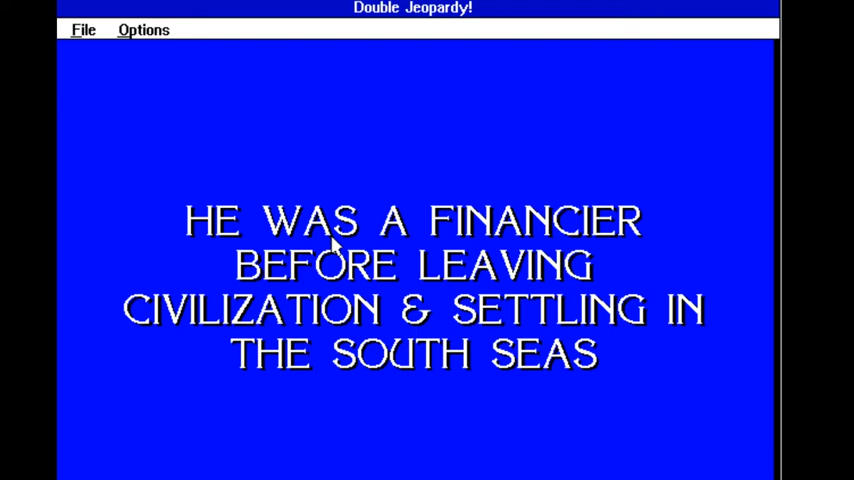 Double Jeopardy!
File Options
HE WAS A FINANCIER
BEFORE LEAVING
CIVILIZATION & SETTLING IN
THE SOUTH SEAS